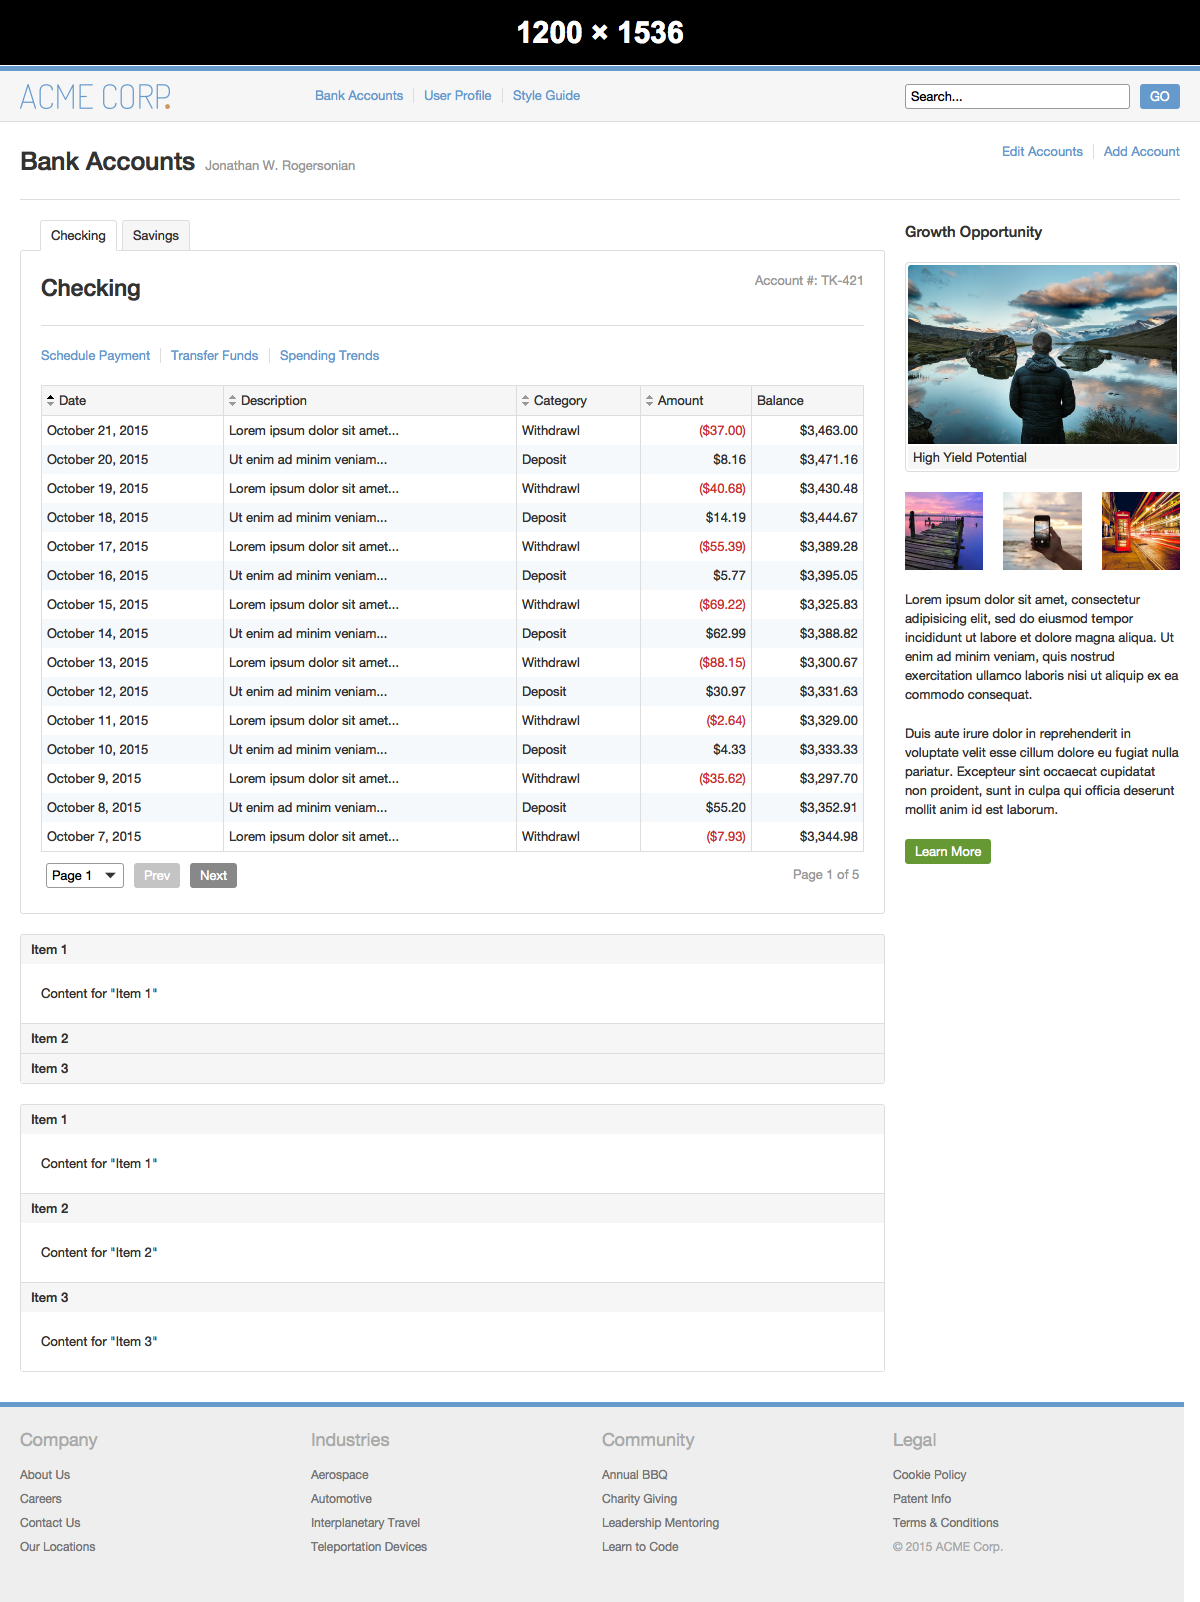 1200 × 1536
ACME CORP.
Bank Accounts
User Profile
Style Guide
Search...
GO
Bank Accounts Jonathan W. Rogersonian
Edit Accounts
Add Account
Checking
Savings
Checking
Account #: TK-421
Schedule Payment
Transfer Funds
Spending Trends
Date Description Category Amount Balance
October 21, 2015 Lorem ipsum dolor sit amet... Withdrawl ($37.00) $3,463.00
October 20, 2015 Ut enim ad minim veniam... Deposit $8.16 $3,471.16
October 19, 2015 Lorem ipsum dolor sit amet... Withdrawl ($40.68) $3,430.48
October 18, 2015 Ut enim ad minim veniam... Deposit $14.19 $3,444.67
October 17, 2015 Lorem ipsum dolor sit amet... Withdrawl ($55.39) $3,389.28
October 16, 2015 Ut enim ad minim veniam... Deposit $5.77 $3,395.05
October 15, 2015 Lorem ipsum dolor sit amet... Withdrawl ($69.22) $3,325.83
October 14, 2015 Ut enim ad minim veniam... Deposit $62.99 $3,388.82
October 13, 2015 Lorem ipsum dolor sit amet... Withdrawl ($88.15) $3,300.67
October 12, 2015 Ut enim ad minim veniam... Deposit $30.97 $3,331.63
October 11, 2015 Lorem ipsum dolor sit amet... Withdrawl ($2.64) $3,329.00
October 10, 2015 Ut enim ad minim veniam... Deposit $4.33 $3,333.33
October 9, 2015 Lorem ipsum dolor sit amet... Withdrawl ($35.62) $3,297.70
October 8, 2015 Ut enim ad minim veniam... Deposit $55.20 $3,352.91
October 7, 2015 Lorem ipsum dolor sit amet... Withdrawl ($7.93) $3,344.98
Page 1
Prev
Next
Page 1 of 5
Item 1
Content for "Item 1"
Item 2
Item 3
Item 1
Content for "Item 1"
Item 2
Content for "Item 2"
Item 3
Content for "Item 3"
Growth Opportunity
High Yield Potential
Lorem ipsum dolor sit amet, consectetur
adipisicing elit, sed do eiusmod tempor
incididunt ut labore et dolore magna aliqua. Ut
enim ad minim veniam, quis nostrud
exercitation ullamco laboris nisi ut aliquip ex ea
commodo consequat.
Duis aute irure dolor in reprehenderit in
voluptate velit esse cillum dolore eu fugiat nulla
pariatur. Excepteur sint occaecat cupidatat
non proident, sunt in culpa qui officia deserunt
mollit anim id est laborum.
Learn More
Company
About Us
Careers
Contact Us
Our Locations
Industries
Aerospace
Automotive
Interplanetary Travel
Teleportation Devices
Community
Annual BBQ
Charity Giving
Leadership Mentoring
Learn to Code
Legal
Cookie Policy
Patent Info
Terms & Conditions
© 2015 ACME Corp.